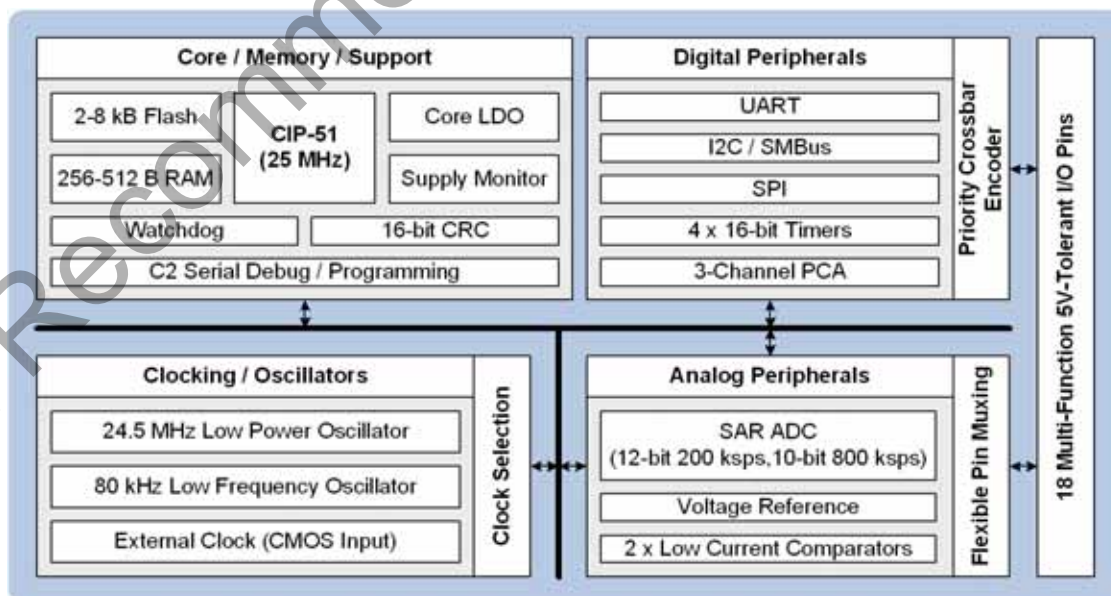 Recomme
Core / Memory / Support
2-8 kB Flash
CIP-51
(25 MHz)
Core LDO
256-512 B RAM
Supply Monitor
Watchdog
16-bit CRC
C2 Serial Debug / Programming
Digital Peripherals
UART
I2C / SMBus
SPI
4 x 16-bit Timers
3-Channel PCA
Priority Crossbar
Encoder
Clocking / Oscillators
24.5 MHz Low Power Oscillator
80 kHz Low Frequency Oscillator
External Clock (CMOS Input)
Clock Selection
Analog Peripherals
SAR ADC
(12-bit 200 ksps,10-bit 800 ksps)
Voltage Reference
2 x Low Current Comparators
Flexible Pin Muxing
18 Multi-Function 5V-Tolerant I/O Pins